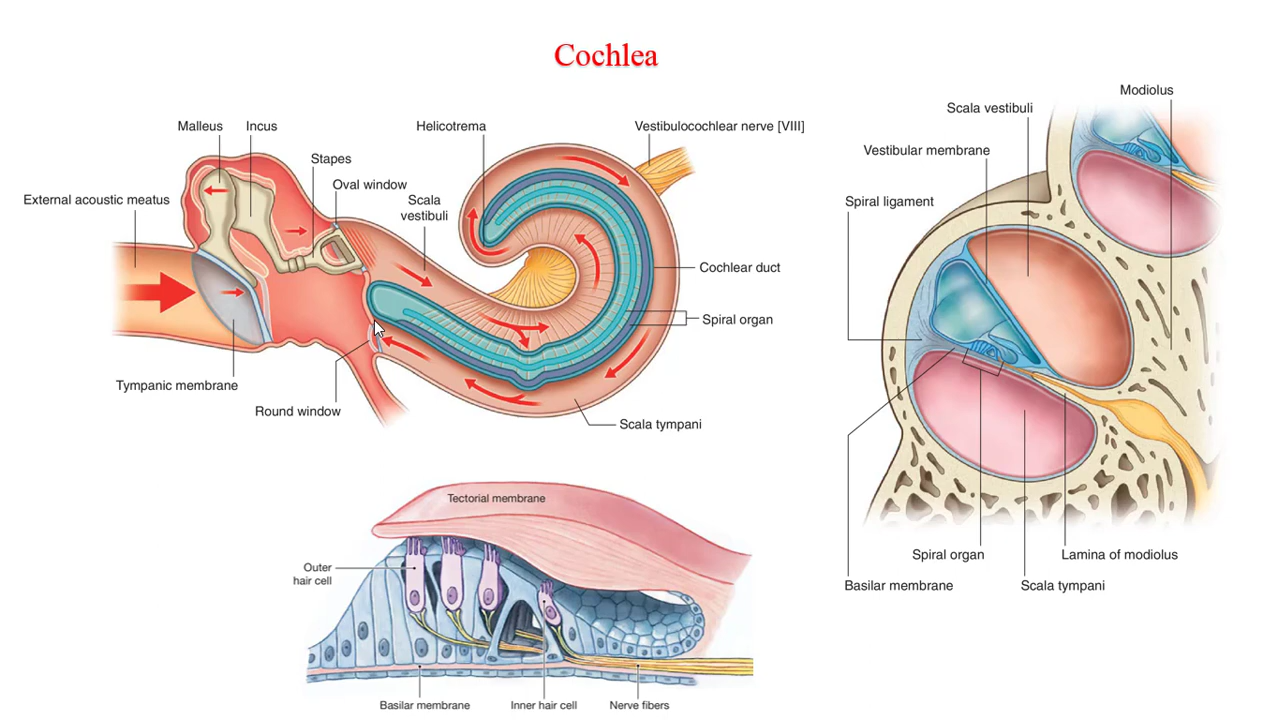 Cochlea
Malleus
Incus
Stapes
Oval window
External acoustic meatus
Tympanic membrane
Round window
Helicotrema
Scala
vestibuli
Vestibulocochlear nerve [VIII]
Cochlear duct
Spiral organ
Scala tympani
Modiolus
Scala vestibuli
Vestibular membrane
Spiral ligament
Spiral organ
Lamina of modiolus
Basilar membrane
Scala tympani
Tectorial membrane
Outer
hair cell
Basilar membrane
Inner hair cell
Nerve fibers